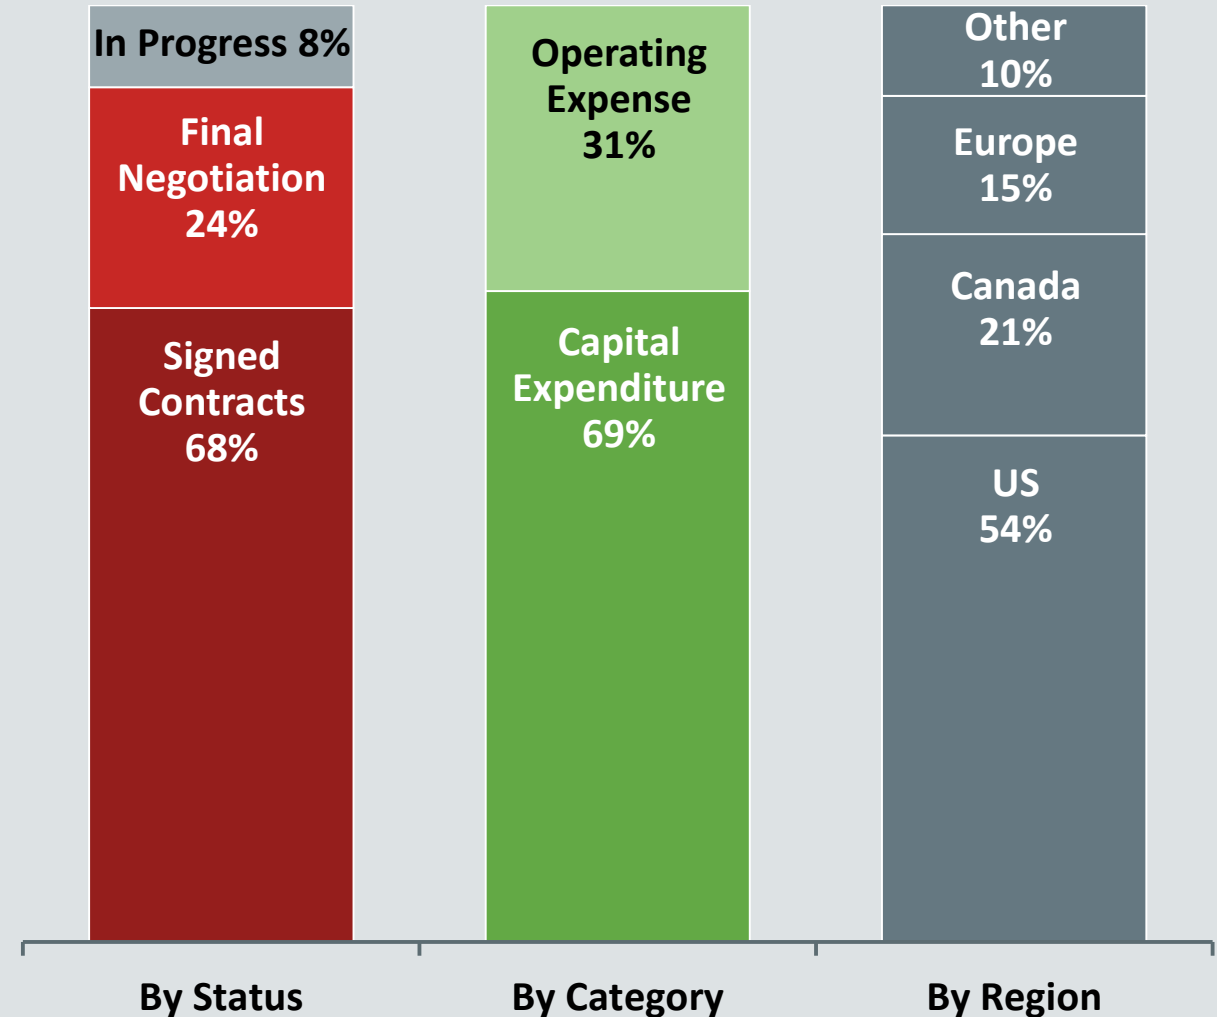 In Progress 8%
Final
Negotiation
24%
Signed
Contracts
68%
By Status
Operating
Expense
31%
Capital
Expenditure
69%
By Category
Other
10%
Europe
15%
Canada
21%
US
54%
By Region